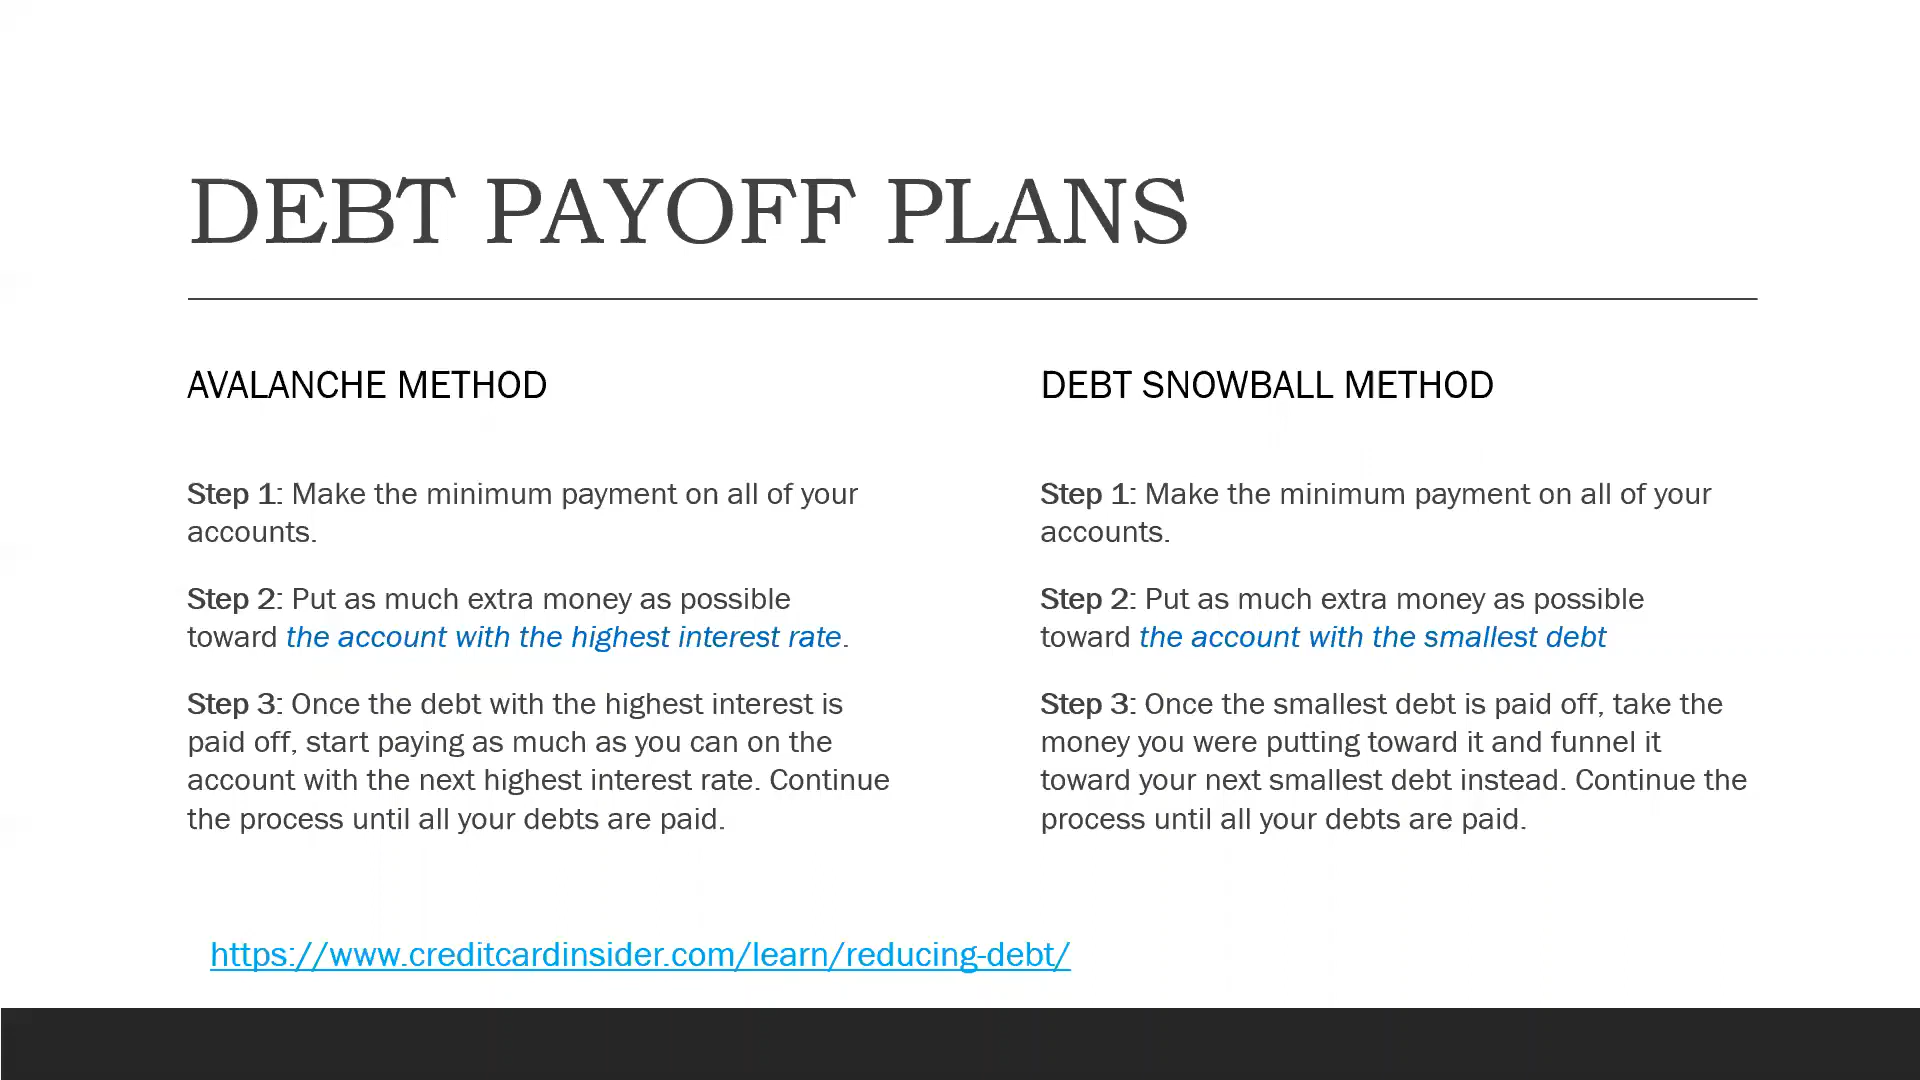 DEBT PAYOFF PLANS
AVALANCHE METHOD
Step 1: Make the minimum payment on all of your
accounts.
Step 2: Put as much extra money as possible
toward the account with the highest interest rate.
Step 3: Once the debt with the highest interest is
paid off, start paying as much as you can on the
account with the next highest interest rate. Continue
the process until all your debts are paid.
DEBT SNOWBALL METHOD
Step 1: Make the minimum payment on all of your
accounts.
Step 2: Put as much extra money as possible
toward the account with the smallest debt
Step 3: Once the smallest debt is paid off, take the
money you were putting toward it and funnel it
toward your next smallest debt instead. Continue the
process until all your debts are paid.
https://www.creditcardinsider.com/learn/reducing-debt/